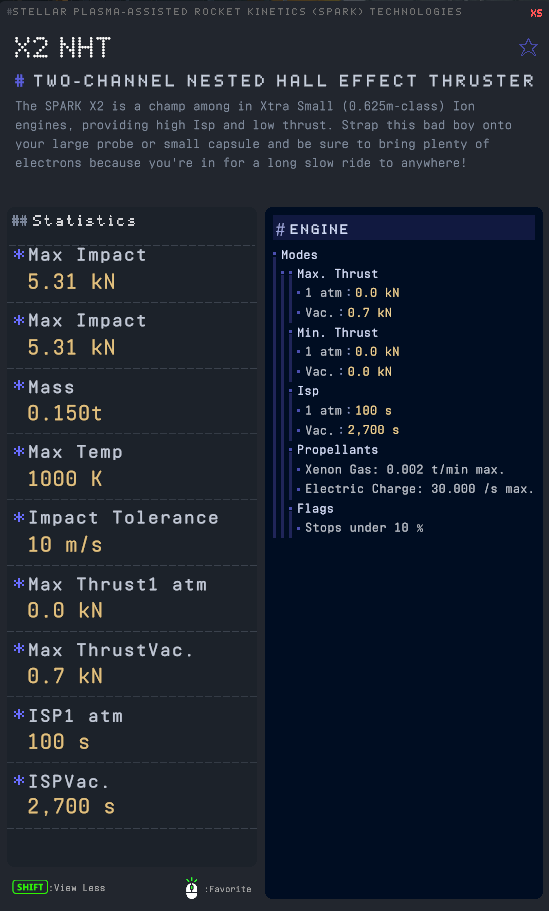 #STELLAR PLASMA-ASSISTED ROCKET KINETICS (SPARK) TECHNOLOGIES
XS
X2 NHT
# TWO-CHANNEL NESTED HALL EFFECT THRUSTER
The SPARK X2 is a champ among in Xtra Small (0.625m-class) Ion
engines, providing high Isp and low thrust. Strap this bad boy onto
your large probe or small capsule and be sure to bring plenty of
electrons because you're in for a long slow ride to anywhere!
## Statistics
* Max Impact
5.31 kN
* Max Impact
5.31 kN
* Mass
0.150t
* Max Temp
1000 K
* Impact Tolerance
10 m/s
* Max Thrust1 atm
0.0 kN
* Max ThrustVac.
0.7 kN
* ISP1 atm
100 s
* ISPVac.
2,700 s
# ENGINE
Modes
Max. Thrust
1 atm:0.0 kN
Vac.:0.7 kN
Min. Thrust
1 atm:0.0 kN
Vac.:0.0 kN
Isp
1 atm:100 s
Vac.:2,700 s
Propellants
Xenon Gas: 0.002 t/min max.
Electric Charge: 30.000 /s max.
Flags
Stops under 10 %
SHIFT:View Less
:Favorite